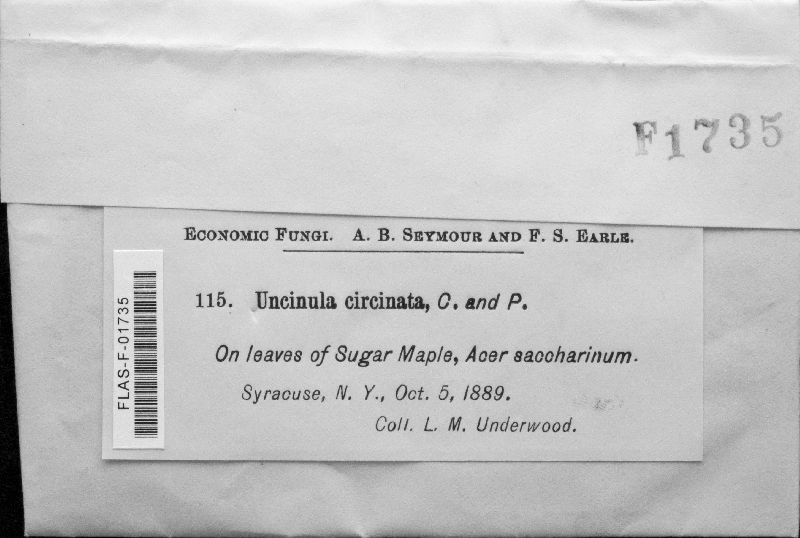 F1735
ECONOMIC FUNGI. A. B. SEYMOUR AND F. S. EARLE.
115. Uncinula circinata, C. and P.
On leaves of Sugar Maple, Acer saccharinum.
Syracuse, N. Y., Oct. 5, 1889.
Coll. L. M. Underwood.
FLAS-F-01735